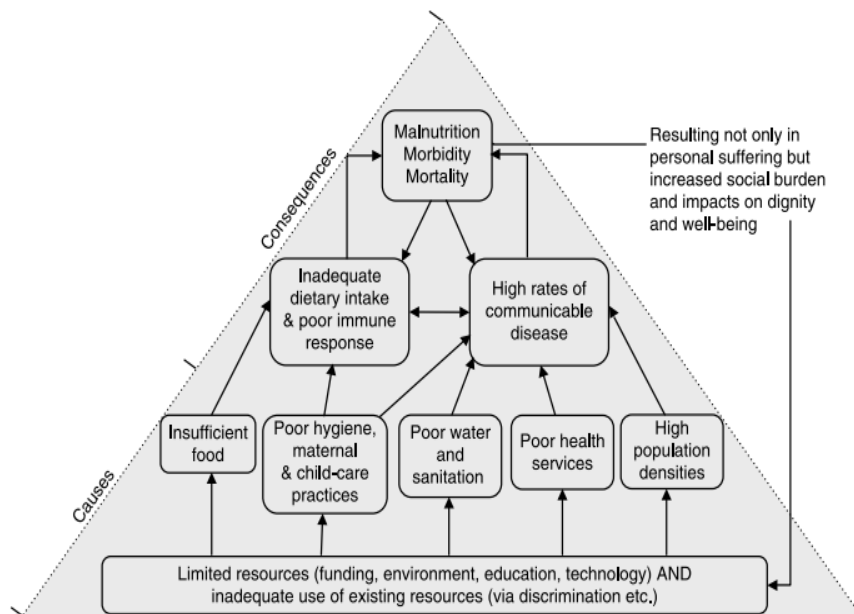 Malnutrition
Morbidity
Mortality
Resulting not only in
personal suffering but
increased social burden
and impacts on dignity
and well-being
Consequences
Inadequate
dietary intake
& poor immune
response
High rates of
communicable
disease
Causes
Insufficient
food
Poor hygiene,
maternal
& child-care
practices
Poor water
and
sanitation
Poor health
services
High
population
densities
Limited resources (funding, environment, education, technology) AND
inadequate use of existing resources (via discrimination etc.)